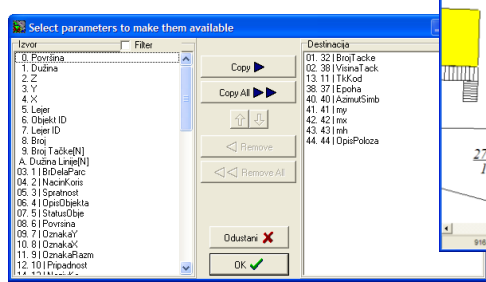 Select parameters to make them available
Izvor
Filter
0. Površina
1. Dužina
2. Z
3. Y
4. X
5. Lejer
6. Objekt ID
7. Lejer ID
8. Broj
9. Broj Tačke[N]
A. Dužina Linije[N]
03. 1 | BrDelaParc
04. 2 | NacinKoris
05. 3 | Spratnost
06. 4 | OpisObjekta
07. 5 | StatusObje
08. 6 | Povrsina
09. 7 | OznakaY
10. 8 | OznakaX
11. 9 | OznakaRazm
12. 10 | Pripadnost
Copy
Copy All
Remove
Remove All
Odustani
OK
Destinacija
01. 32 | BrojTacke
02. 38 | VisinaTack
13. 11 | TkKod
38. 37 | Epoha
40. 40 | AzimutSimb
41. 41 | my
42. 42 | mx
43. 43 | mh
44. 44 | OpisPoloza
27
1
916